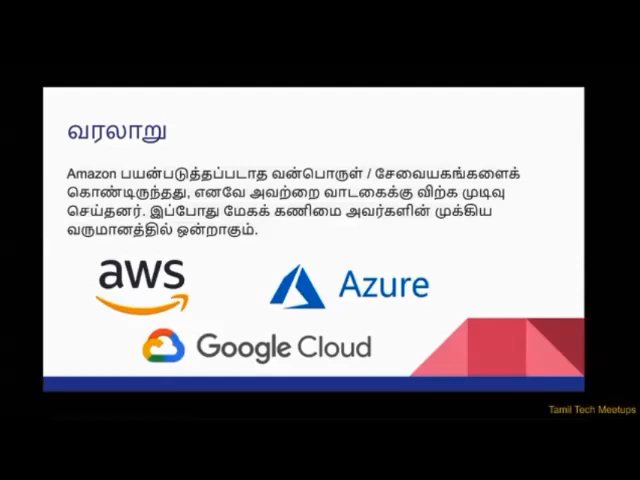 வரலாறு
Amazon பயன்படுத்தப்படாத வன்பொருள் / சேவையகங்களைக்
கொண்டிருந்தது, எனவே அவற்றை வாடகைக்கு விற்க முடிவு
செய்தனர். இப்போது மேகக் கணிமை அவர்களின் முக்கிய
வருமானத்தில் ஒன்றாகும்.
aws
Azure
Google Cloud
Tamil Tech Meetups